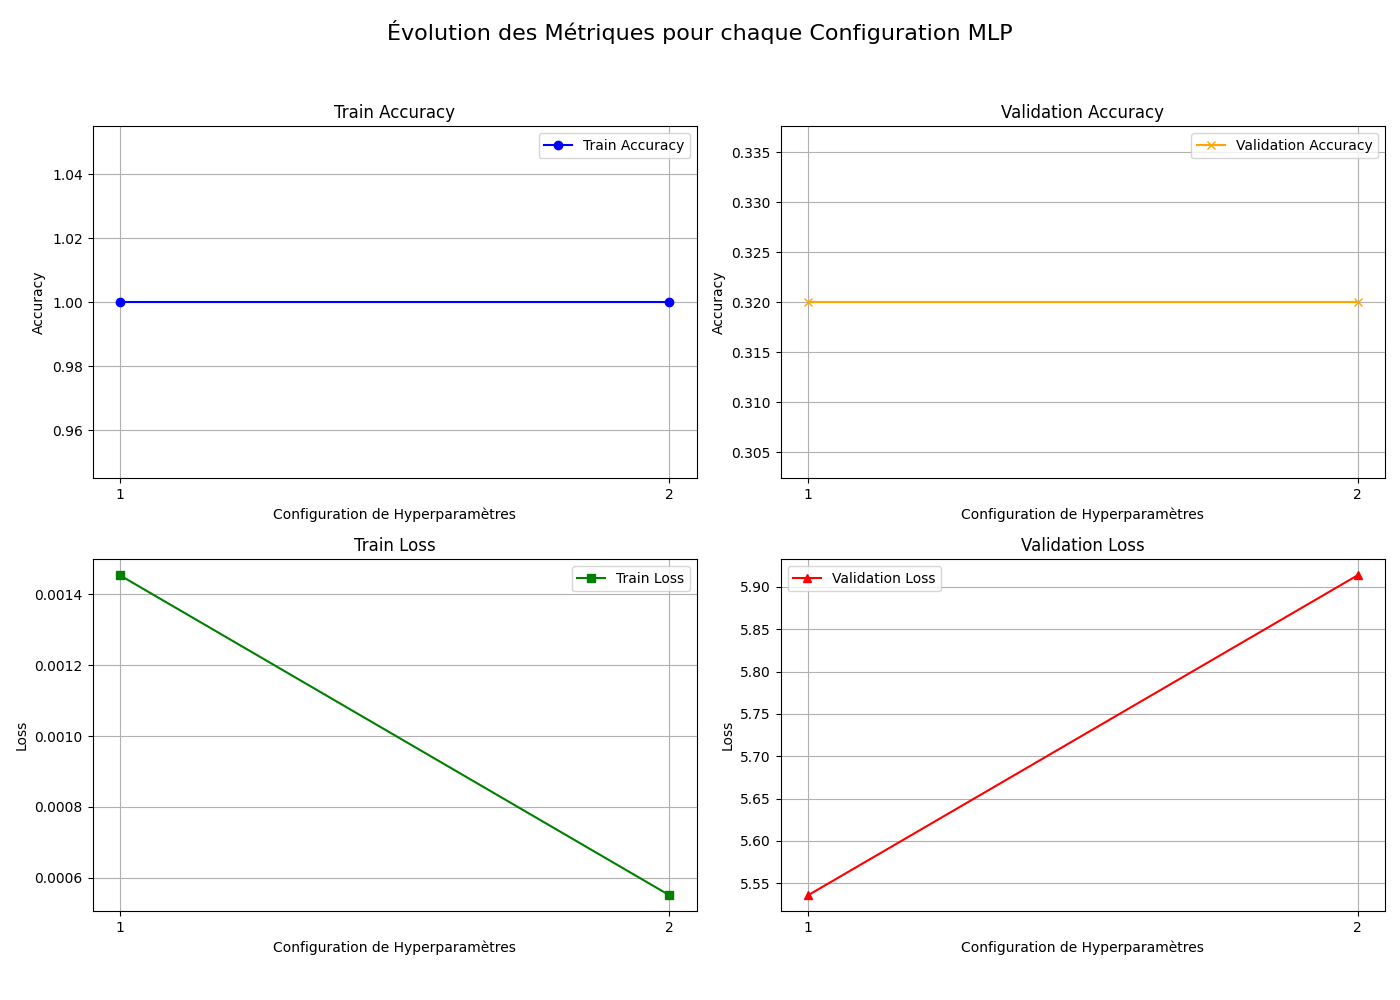 Évolution des Métriques pour chaque Configuration MLP
Train Accuracy
Train Accuracy
Accuracy
1.04
1.02
1.00
0.98
0.96
1
2
Configuration de Hyperparamètres
Validation Accuracy
Validation Accuracy
Accuracy
0.335
0.330
0.325
0.320
0.315
0.310
0.305
1
2
Configuration de Hyperparamètres
Train Loss
Train Loss
Loss
0.0014
0.0012
0.0010
0.0008
0.0006
1
2
Configuration de Hyperparamètres
Validation Loss
Validation Loss
Loss
5.90
5.85
5.80
5.75
5.70
5.65
5.60
5.55
1
2
Configuration de Hyperparamètres